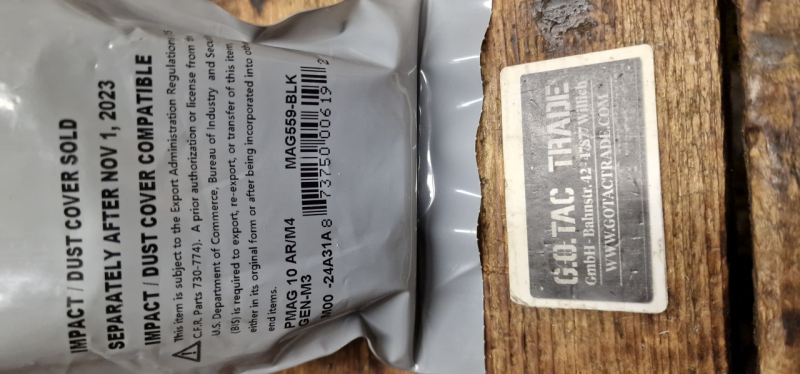 IMPACT / DUST COVER SOLD
SEPARATELY AFTER NOV 1, 2023
IMPACT / DUST COVER COMPATIBLE
This item is subject to the Export Administration Regulations
C.F.R. Parts 730-774). A prior authorization or license from
U.S. Department of Commerce, Bureau of Industry and
(BIS) is required to export, re-export, or transfer of this item
either in its orginal form or after being incorporated into
end items.
PMAG 10 AR/M4 MAG559-BLK
GEN-M3
M00 -24A31A 8 73750 00619 2
G.O.TAC TRADE
GmbH - Bahnstr. 42 - 47877 Willich
WWW.GOTACTRADE.COM